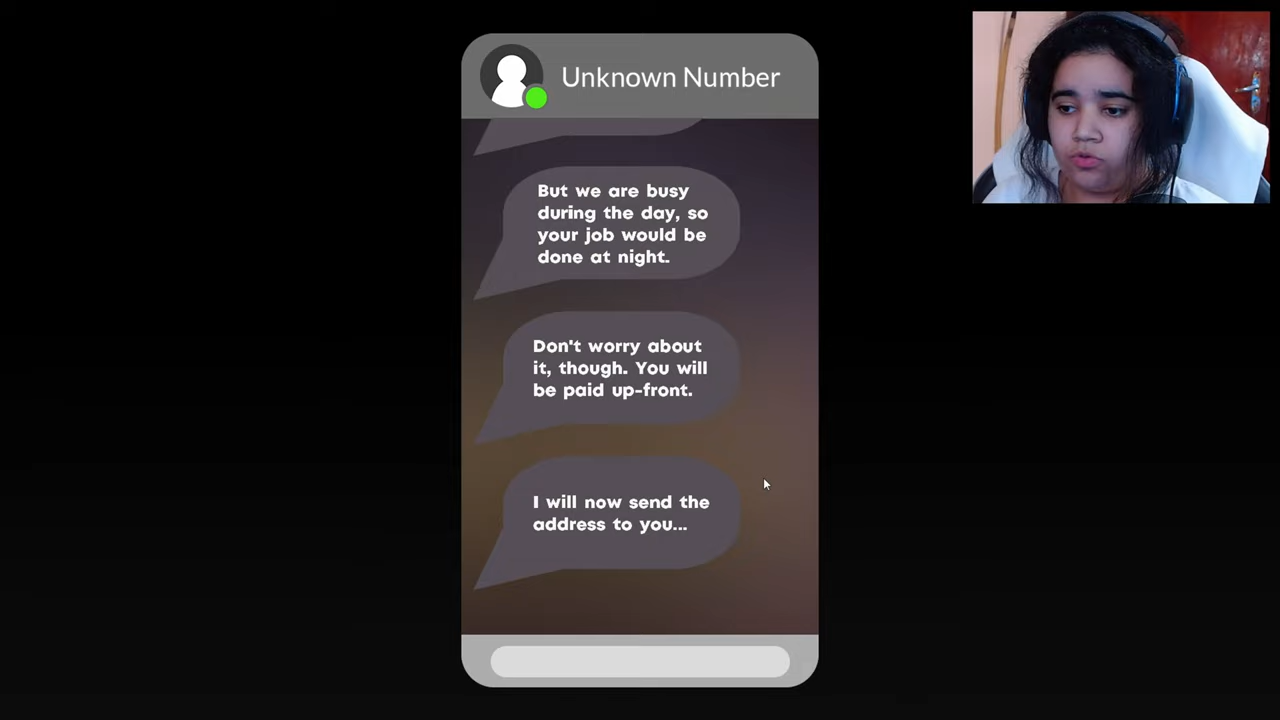 Unknown Number
But we are busy
during the day, so
your job would be
done at night.
Don't worry about
it, though. You will
be paid up-front.
I will now send the
address to you...